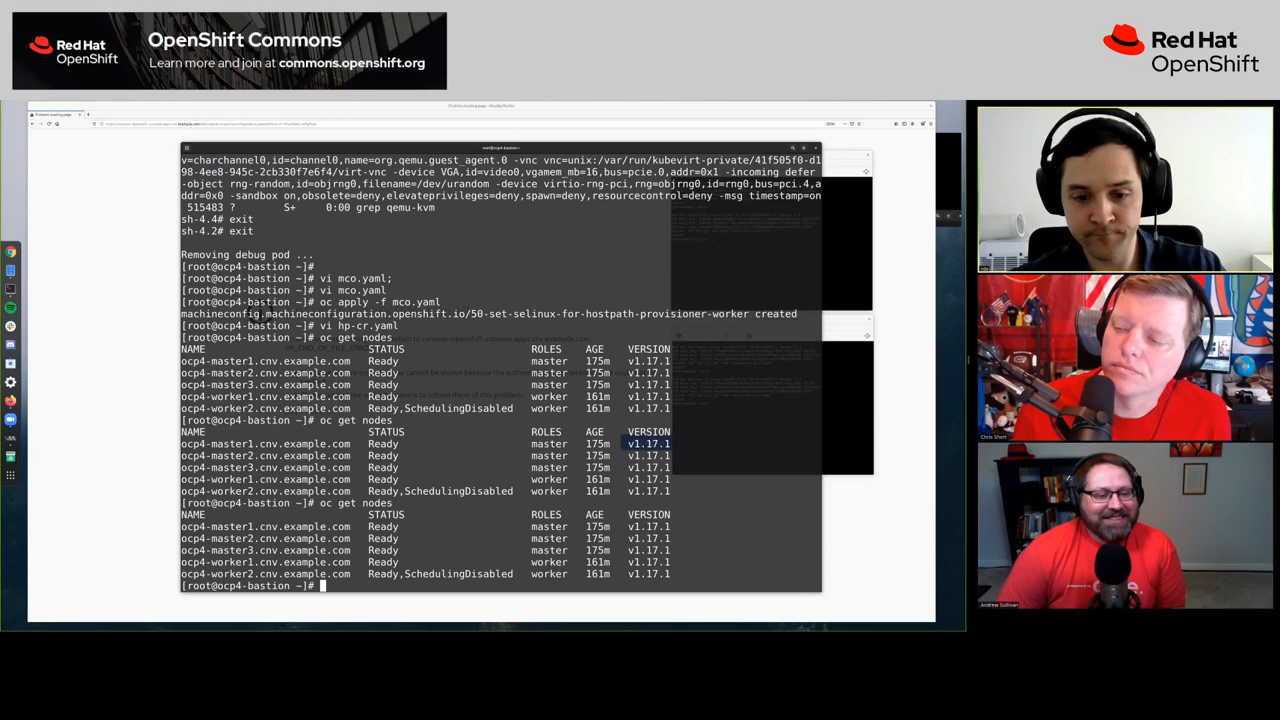 Red Hat
OpenShift
OpenShift Commons
Learn more and join at commons.openshift.org
Red Hat
OpenShift
Problem loading page
v=charchannel0,id=channel0,name=org.qemu.guest_agent.0 -vnc vnc=unix:/var/run/kubevirt-private/41f505f0-d1
98-4ee8-945c-2cb330f7e6f4/virt-vnc -device VGA,id=video0,vgamem_mb=16,bus=pcie.0,addr=0x1 -incoming defer
-object rng-random,id=objrng0,filename=/dev/urandom -device virtio-rng-pci,rng=objrng0,id=rng0,bus=pci.4,a
ddr=0x0 -sandbox on,obsolete=deny,elevateprivileges=deny,spawn=deny,resourcecontrol=deny -msg timestamp=on
515483 ? S+ 0:00 grep qemu-kvm
sh-4.4# exit
sh-4.2# exit
Removing debug pod ...
[root@ocp4-bastion ~]#
[root@ocp4-bastion ~]# vi mco.yaml;
[root@ocp4-bastion ~]# vi mco.yaml
[root@ocp4-bastion ~]# oc apply -f mco.yaml
machineconfig.machineconfiguration.openshift.io/50-set-selinux-for-hostpath-provisioner-worker created
[root@ocp4-bastion ~]# vi hp-cr.yaml
[root@ocp4-bastion ~]# oc get nodes
NAME STATUS ROLES AGE VERSION
ocp4-master1.cnv.example.com Ready master 175m v1.17.1
ocp4-master2.cnv.example.com Ready master 175m v1.17.1
ocp4-master3.cnv.example.com Ready master 175m v1.17.1
ocp4-worker1.cnv.example.com Ready worker 161m v1.17.1
ocp4-worker2.cnv.example.com Ready,SchedulingDisabled worker 161m v1.17.1
[root@ocp4-bastion ~]# oc get nodes
NAME STATUS ROLES AGE VERSION
ocp4-master1.cnv.example.com Ready master 175m v1.17.1
ocp4-master2.cnv.example.com Ready master 175m v1.17.1
ocp4-master3.cnv.example.com Ready master 175m v1.17.1
ocp4-worker1.cnv.example.com Ready worker 161m v1.17.1
ocp4-worker2.cnv.example.com Ready,SchedulingDisabled worker 161m v1.17.1
[root@ocp4-bastion ~]# oc get nodes
NAME STATUS ROLES AGE VERSION
ocp4-master1.cnv.example.com Ready master 175m v1.17.1
ocp4-master2.cnv.example.com Ready master 175m v1.17.1
ocp4-master3.cnv.example.com Ready master 175m v1.17.1
ocp4-worker1.cnv.example.com Ready worker 161m v1.17.1
ocp4-worker2.cnv.example.com Ready,SchedulingDisabled worker 161m v1.17.1
[root@ocp4-bastion ~]#
Chris Short
Andrew Sullivan